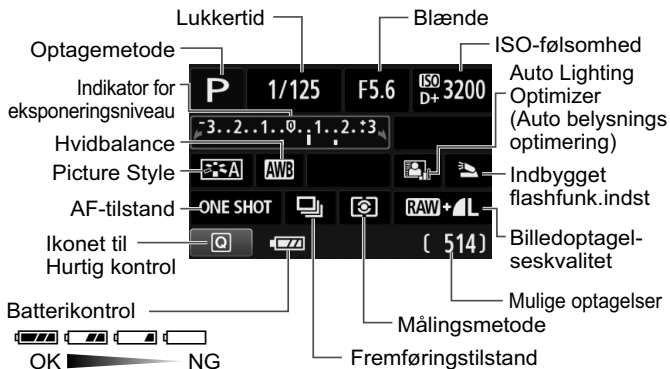 Lukkertid
Blænde
Optagemetode
ISO-følsomhed
Indikator for
eksponeringsniveau
Auto Lighting
Optimizer
(Auto belysnings
optimering)
Hvidbalance
Picture Style
Indbygget
flashfunk.indst
AF-tilstand
Ikonet til
Hurtig kontrol
Billedoptagel-
seskvalitet
P 1/125 F5.6 ISO D+ 3200
-3..2..1..0..1..2.:+3
A AWB
ONE SHOT RAW+L
Q [ 514]
Batterikontrol
Mulige optagelser
Målingsmetode
OK NG
Fremføringstilstand